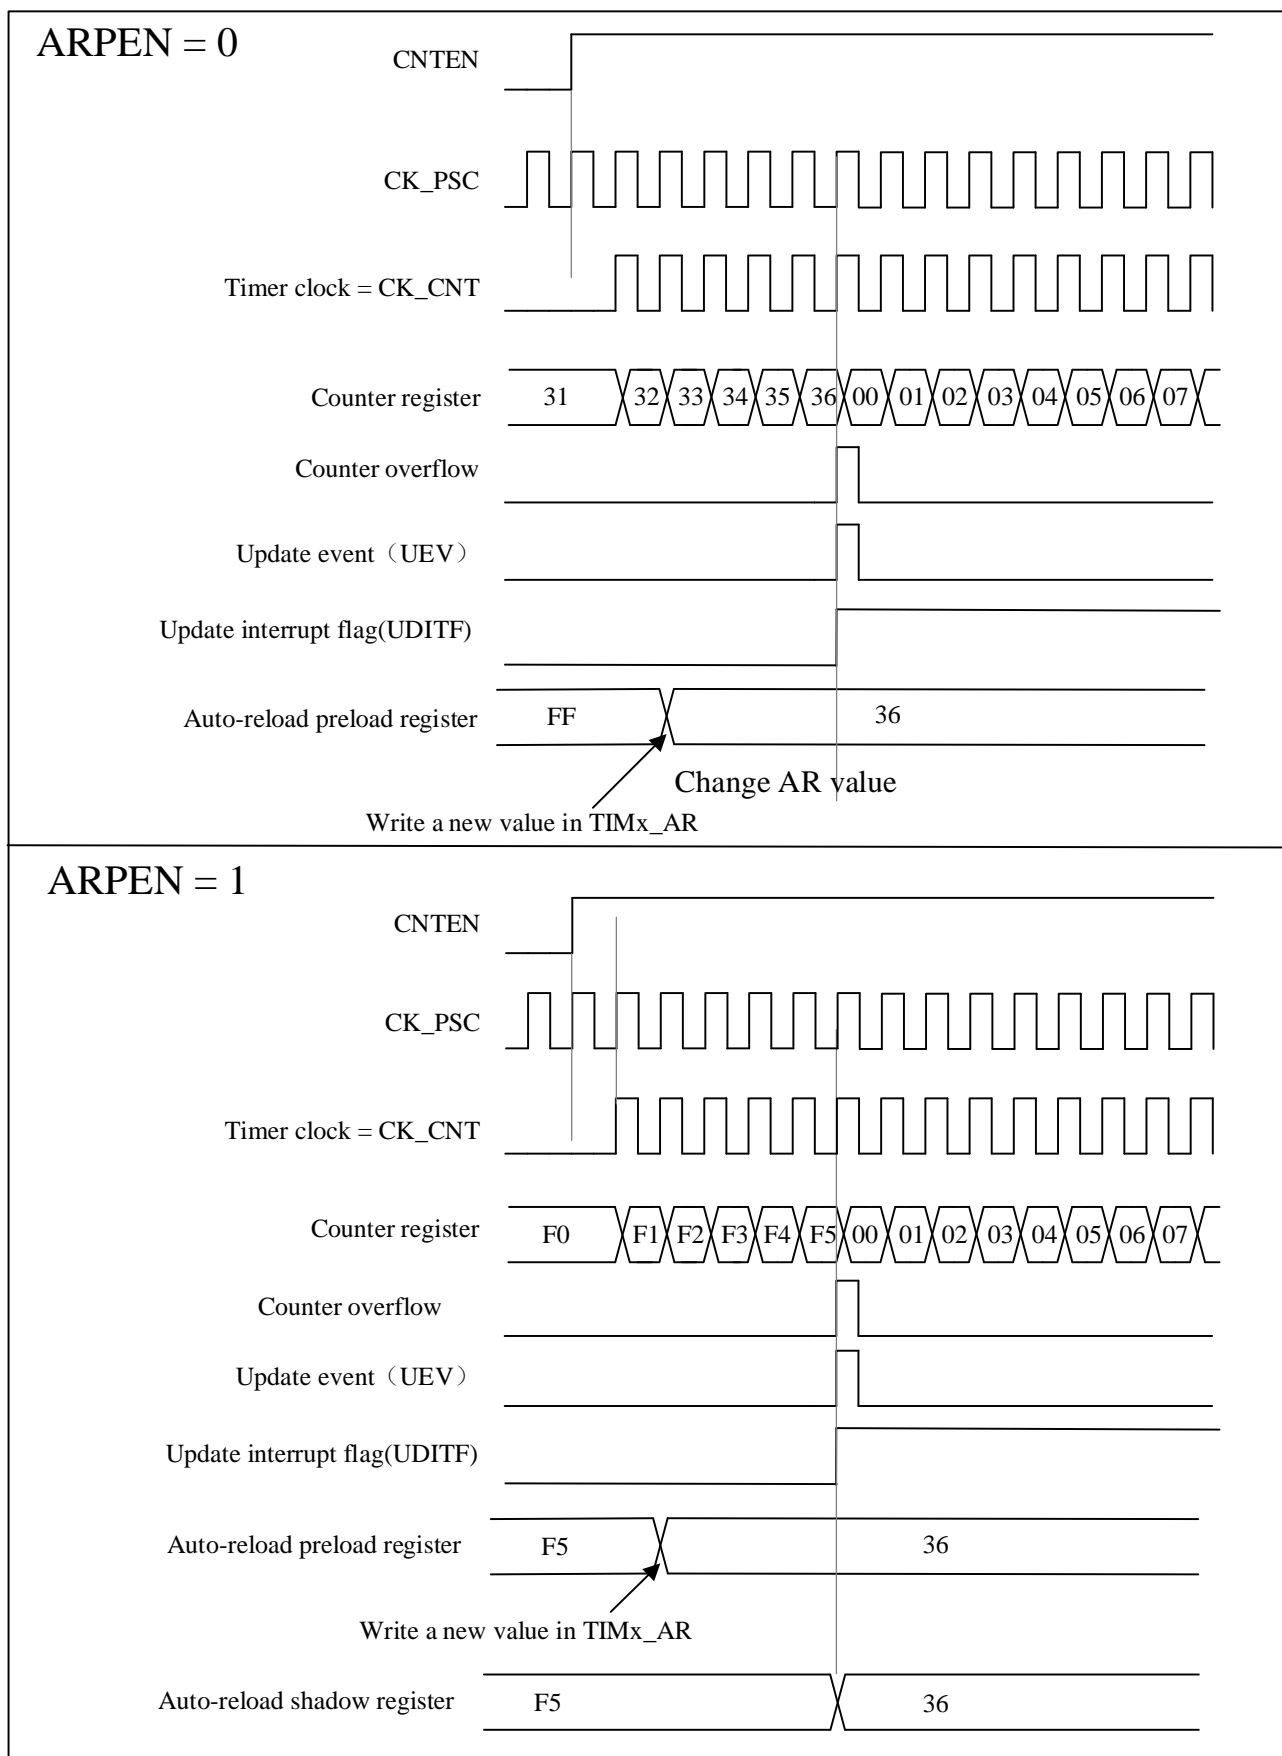 ARPEN = 0
CNTEN
CK_PSC
Timer clock = CK_CNT
Counter register 31 32 33 34 35 36 00 01 02 03 04 05 06 07
Counter overflow
Update event（UEV）
Update interrupt flag(UDITF)
Auto-reload preload register FF 36
Change AR value
Write a new value in TIMx_AR
ARPEN = 1
CNTEN
CK_PSC
Timer clock = CK_CNT
Counter register F0 F1 F2 F3 F4 F5 00 01 02 03 04 05 06 07
Counter overflow
Update event（UEV）
Update interrupt flag(UDITF)
Auto-reload preload register F5 36
Write a new value in TIMx_AR
Auto-reload shadow register F5 36